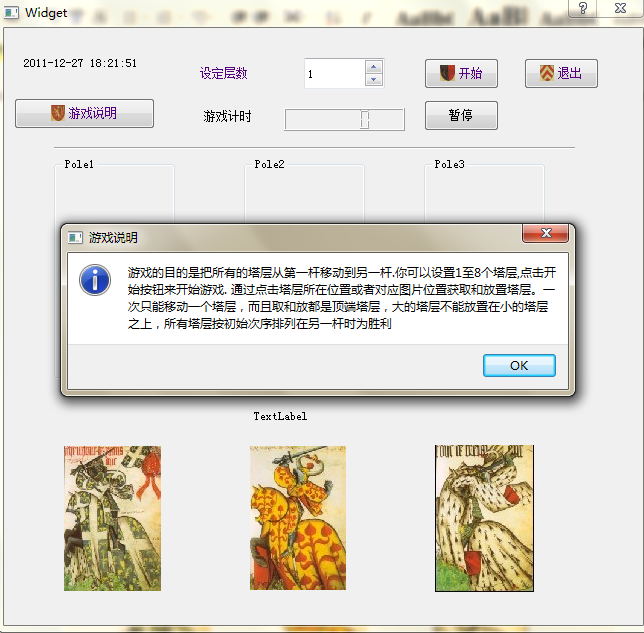 Widget
2011-12-27 18:21:51
设定层数
1
开始
退出
游戏说明
游戏计时
暂停
Pole1
Pole2
Pole3
游戏说明
游戏的目的是把所有的塔层从第一杆移动到另一杆.你可以设置1至8个塔层,点击开
始按钮来开始游戏. 通过点击塔层所在位置或者对应图片位置获取和放置塔层。一
次只能移动一个塔层，而且取和放都是顶端塔层，大的塔层不能放置在小的塔层
之上，所有塔层按初始次序排列在另一杆时为胜利
OK
TextLabel